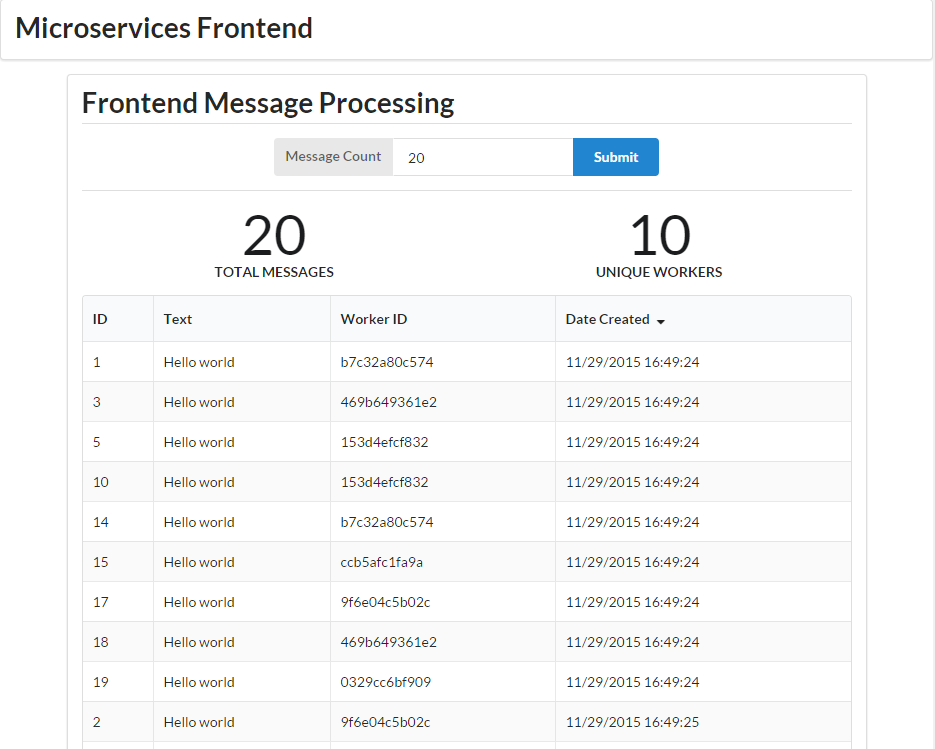 Microservices Frontend
Frontend Message Processing
Message Count 20 Submit
20 10
TOTAL MESSAGES UNIQUE WORKERS
ID Text Worker ID Date Created
1 Hello world b7c32a80c574 11/29/2015 16:49:24
3 Hello world 469b649361e2 11/29/2015 16:49:24
5 Hello world 153d4efcf832 11/29/2015 16:49:24
10 Hello world 153d4efcf832 11/29/2015 16:49:24
14 Hello world b7c32a80c574 11/29/2015 16:49:24
15 Hello world ccb5afc1fa9a 11/29/2015 16:49:24
17 Hello world 9f6e04c5b02c 11/29/2015 16:49:24
18 Hello world 469b649361e2 11/29/2015 16:49:24
19 Hello world 0329cc6bf909 11/29/2015 16:49:24
2 Hello world 9f6e04c5b02c 11/29/2015 16:49:25